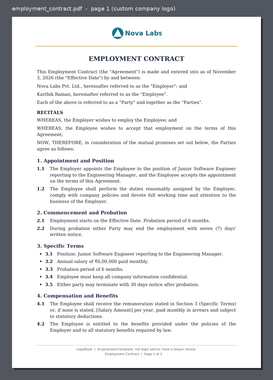 employment_contract.pdf - page 1 (custom company logo)
Nova Labs
EMPLOYMENT CONTRACT
This Employment Contract (the "Agreement") is made and entered into as of November
3, 2026 (the "Effective Date") by and between:
Nova Labs Pvt. Ltd., hereinafter referred to as the "Employer"; and
Karthik Raman, hereinafter referred to as the "Employee".
Each of the above is referred to as a "Party" and together as the "Parties".
RECITALS
WHEREAS, the Employer wishes to employ the Employee; and
WHEREAS, the Employee wishes to accept that employment on the terms of this
Agreement;
NOW, THEREFORE, in consideration of the mutual promises set out below, the Parties
agree as follows:
1. Appointment and Position
1.1 The Employer appoints the Employee to the position of Junior Software Engineer
reporting to the Engineering Manager, and the Employee accepts the appointment
on the terms of this Agreement.
1.2 The Employee shall perform the duties reasonably assigned by the Employer,
comply with company policies and devote full working time and attention to the
business of the Employer.
2. Commencement and Probation
2.1 Employment starts on the Effective Date. Probation period of 6 months.
2.2 During probation either Party may end the employment with seven (7) days'
written notice.
3. Specific Terms
• 3.1 Position: Junior Software Engineer reporting to the Engineering Manager.
• 3.2 Annual salary of ₹6,00,000 paid monthly.
• 3.3 Probation period of 6 months.
• 3.4 Employee must keep all company information confidential.
• 3.5 Either party may terminate with 30 days notice after probation.
4. Compensation and Benefits
4.1 The Employer shall pay the remuneration stated in Section 3 (Specific Terms)
or, if none is stated, [Salary Amount] per year, paid monthly in arrears and subject
to statutory deductions.
4.2 The Employee is entitled to the benefits provided under the policies of the
Employer and to all statutory benefits required by law.
Employment Contract | Page 1 of 3